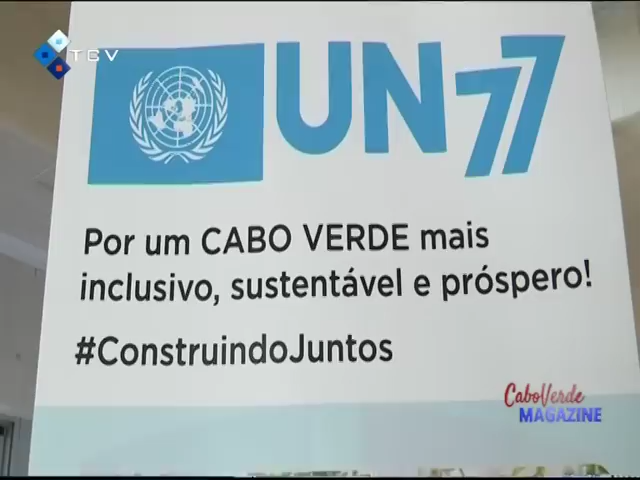 TCV
UN77
Por um CABO VERDE mais
inclusivo, sustentável e próspero!
#ConstruindoJuntos
CaboVerde
MAGAZINE